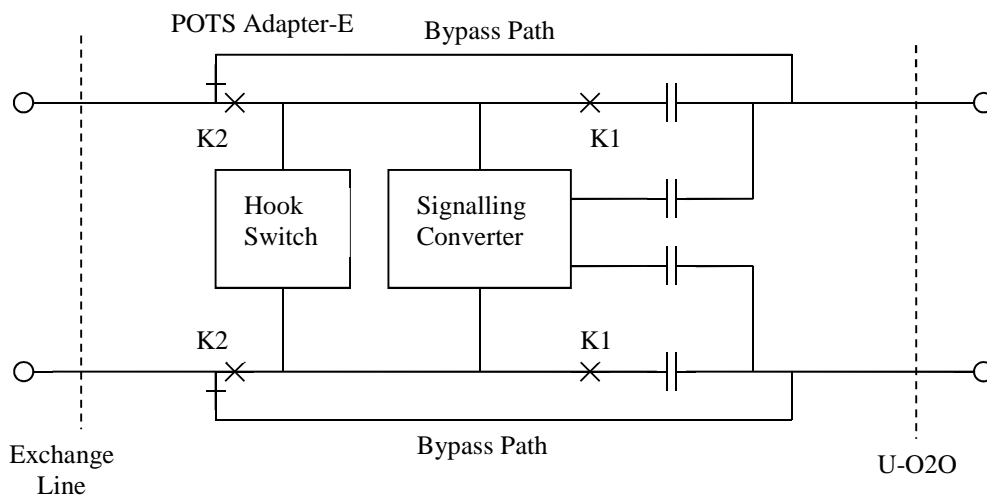 POTS Adapter-E
Bypass Path
K2
K1
Hook
Switch
Signalling
Converter
K2
K1
Bypass Path
Exchange
Line
U-O2O